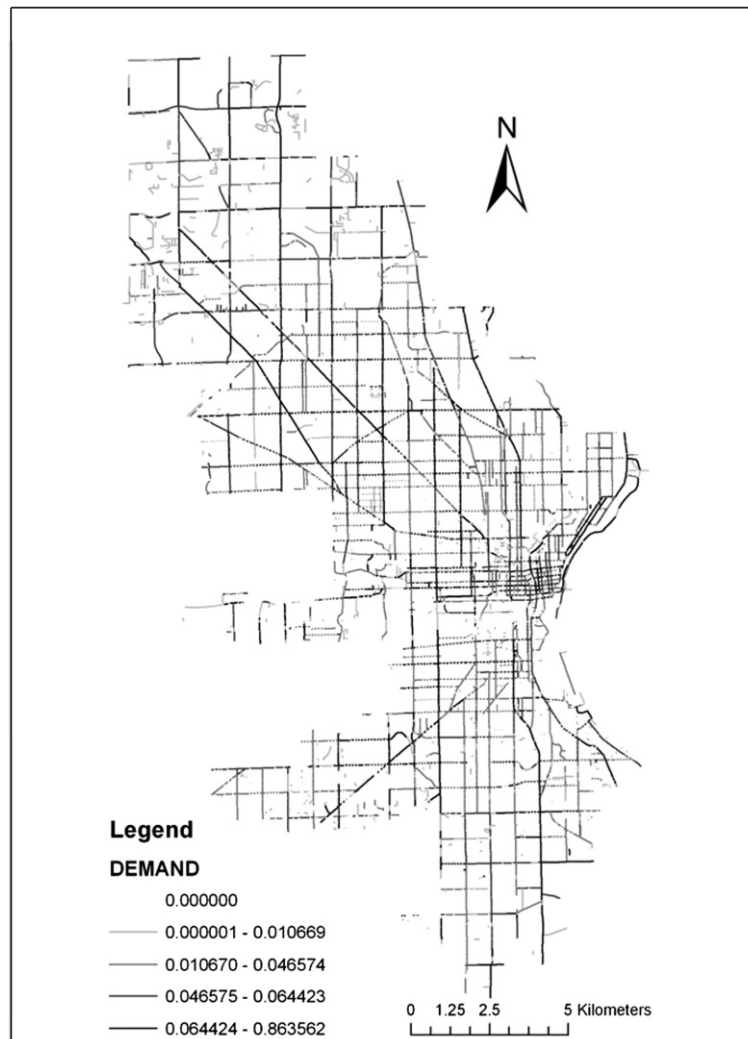 N
Legend
DEMAND
0.000000
0.000001 - 0.010669
0.010670 - 0.046574
0.046575 - 0.064423
0.064424 - 0.863562
0 1.25 2.5 5 Kilometers